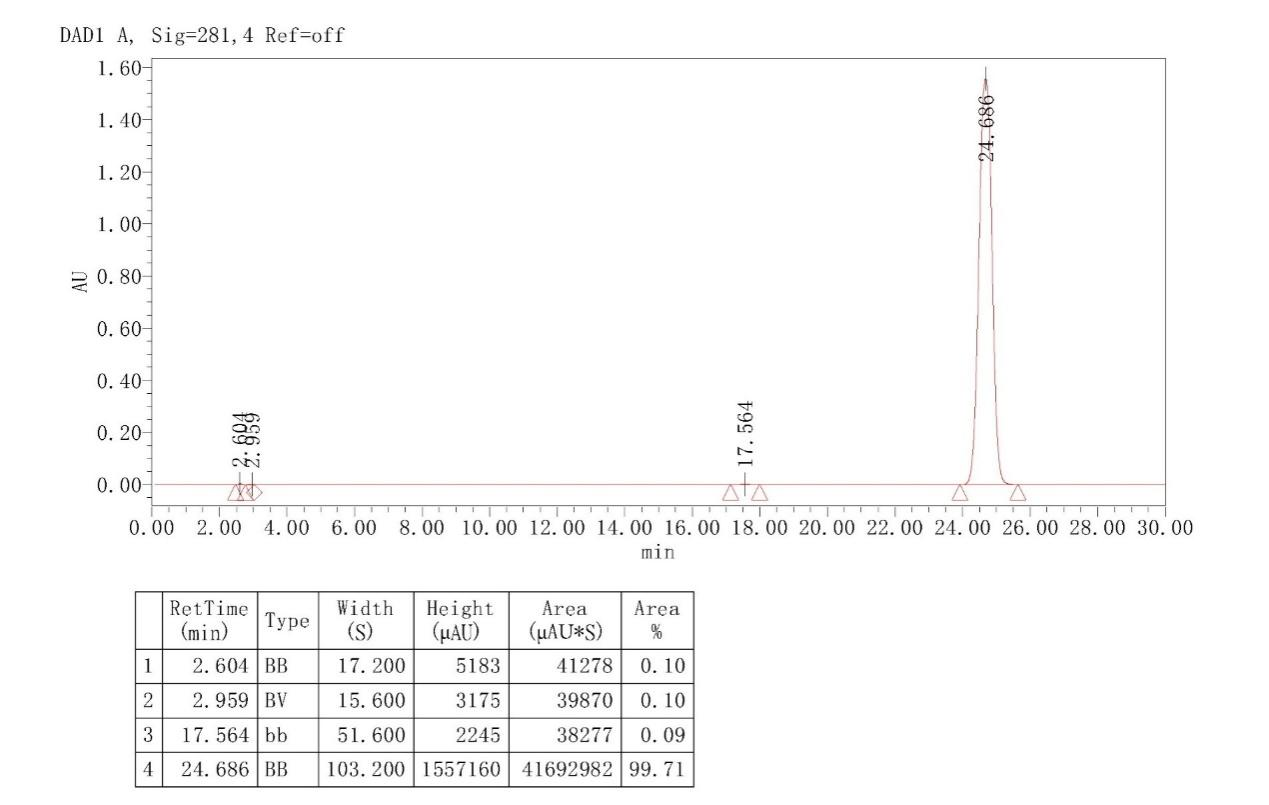 DAD1 A, Sig=281,4 Ref=off
1.60
1.40
1.20
1.00
0.80
0.60
0.40
0.20
0.00
AU
2.604
2.959
17.564
24.686
0.00 2.00 4.00 6.00 8.00 10.00 12.00 14.00 16.00 18.00 20.00 22.00 24.00 26.00 28.00 30.00
min
RetTime (min) Type Width (S) Height (μAU) Area (μAU*S) Area %
1 2.604 BB 17.200 5183 41278 0.10
2 2.959 BV 15.600 3175 39870 0.10
3 17.564 bb 51.600 2245 38277 0.09
4 24.686 BB 103.200 1557160 41692982 99.71